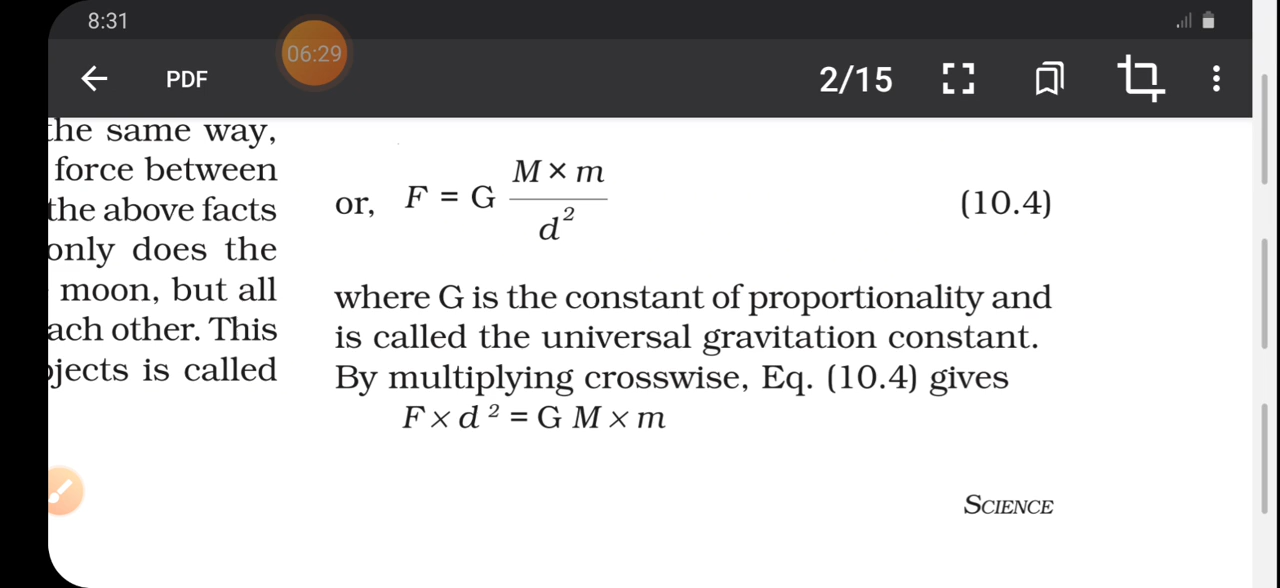 8:31
06:29
PDF
2/15
the same way,
force between
the above facts
only does the
moon, but all
ach other. This
jects is called
or, F = G M × m / d² (10.4)
where G is the constant of proportionality and
is called the universal gravitation constant.
By multiplying crosswise, Eq. (10.4) gives
F × d ² = G M × m
SCIENCE